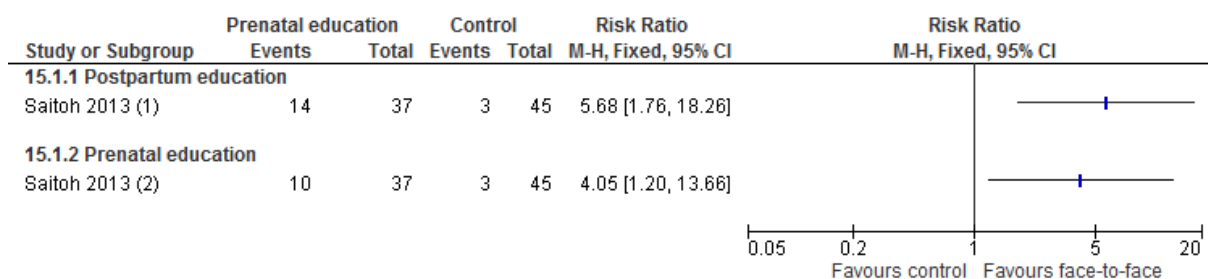 Prenatal education Control Risk Ratio Risk Ratio
Study or Subgroup Events Total Events Total M-H, Fixed, 95% CI M-H, Fixed, 95% CI
15.1.1 Postpartum education
Saitoh 2013 (1) 14 37 3 45 5.68 [1.76, 18.26]
15.1.2 Prenatal education
Saitoh 2013 (2) 10 37 3 45 4.05 [1.20, 13.66]
0.05 0.2 1 5 20
Favours control Favours face-to-face